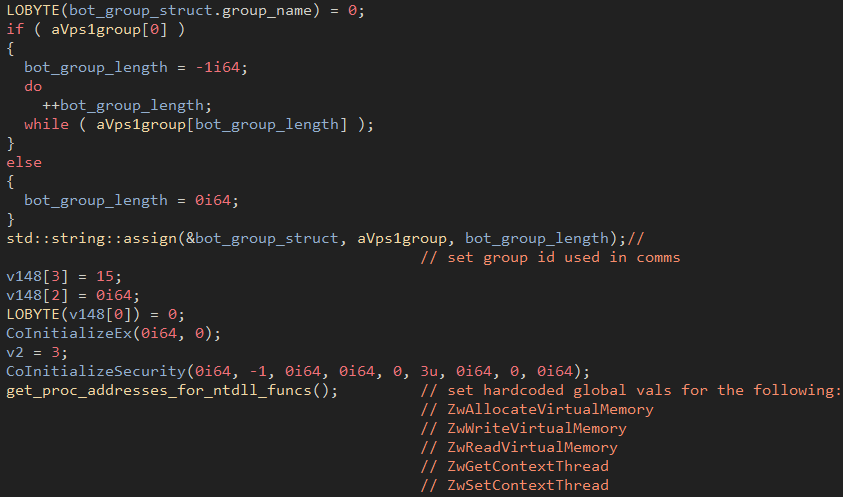 LOBYTE(bot_group_struct.group_name) = 0;
if ( aVps1group[0] )
{
  bot_group_length = -1i64;
  do
    ++bot_group_length;
  while ( aVps1group[bot_group_length] );
}
else
{
  bot_group_length = 0i64;
}
std::string::assign(&bot_group_struct, aVps1group, bot_group_length);//
// set group id used in comms
v148[3] = 15;
v148[2] = 0i64;
LOBYTE(v148[0]) = 0;
CoInitializeEx(0i64, 0);
v2 = 3;
CoInitializeSecurity(0i64, -1, 0i64, 0i64, 0, 3u, 0i64, 0, 0i64);
get_proc_addresses_for_ntdll_funcs(); // set hardcoded global vals for the following:
// ZwAllocateVirtualMemory
// ZwWriteVirtualMemory
// ZwReadVirtualMemory
// ZwGetContextThread
// ZwSetContextThread